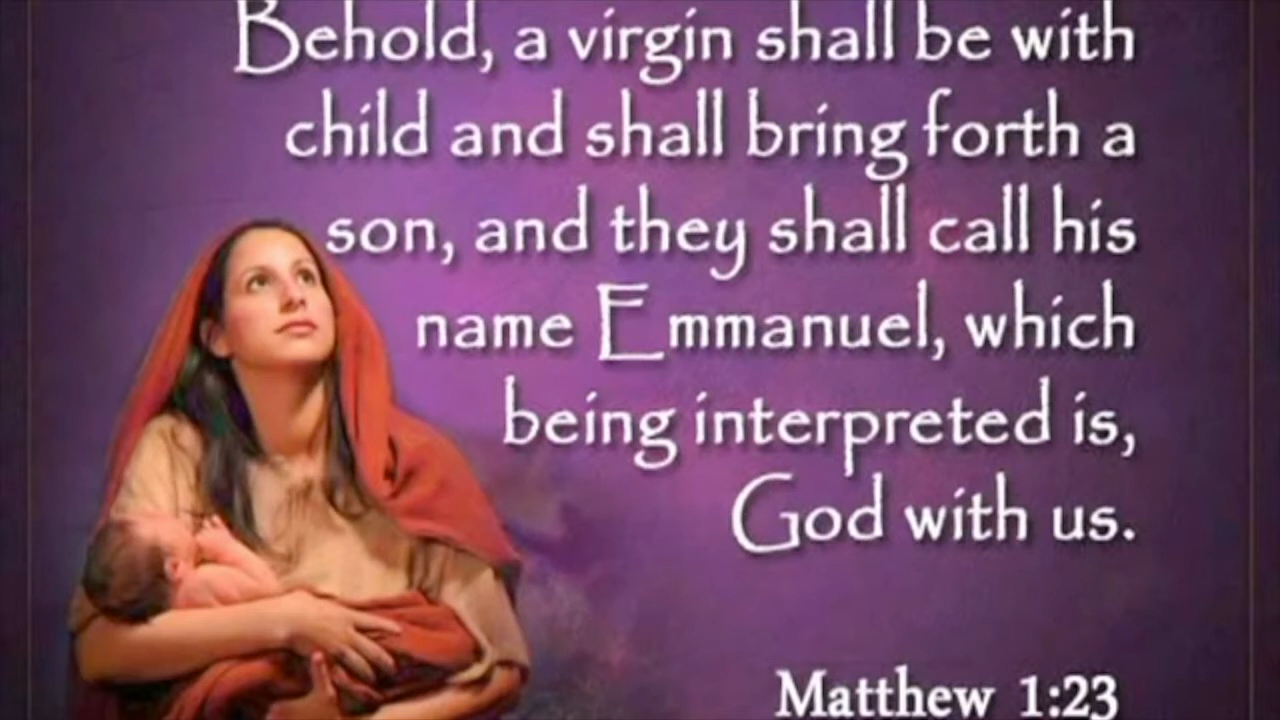 Behold, a virgin shall be with
child and shall bring forth a
son, and they shall call his
name Emmanuel, which
being interpreted is,
God with us.
Matthew 1:23